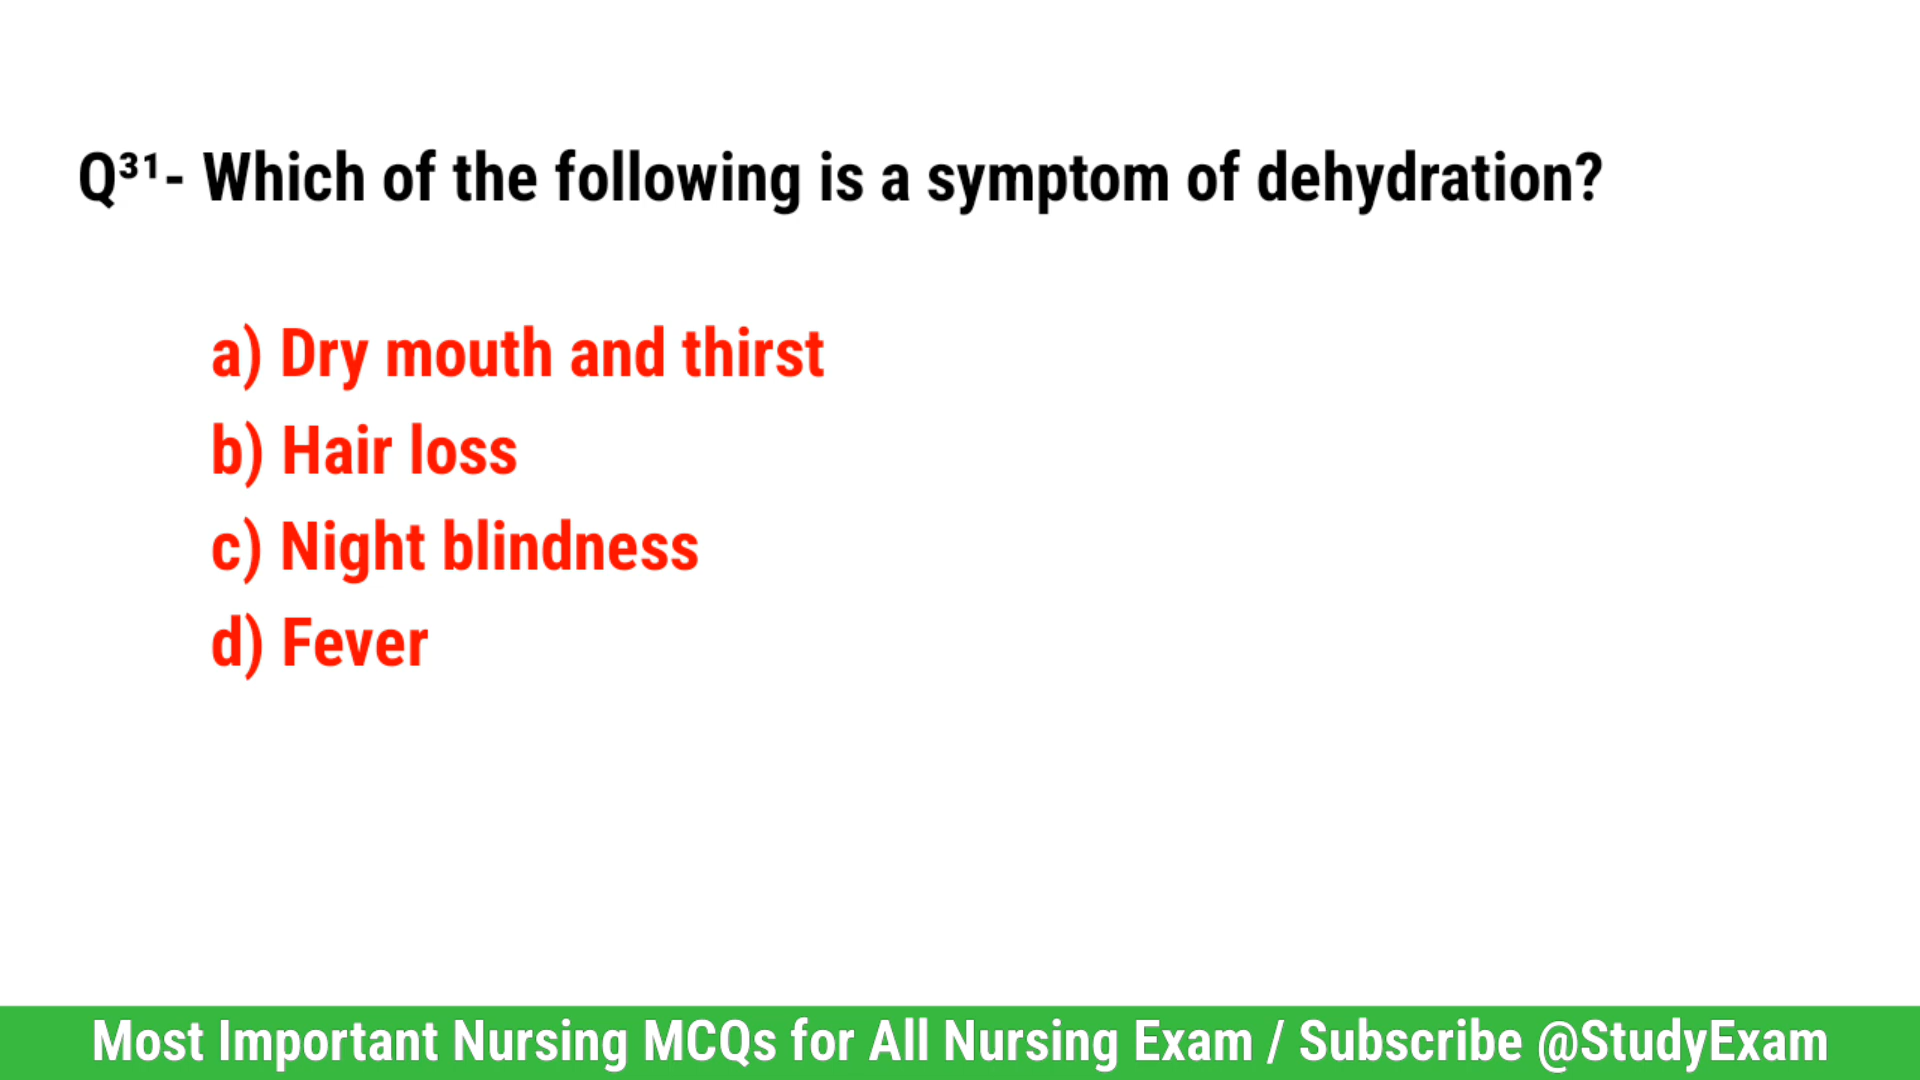 Q³¹- Which of the following is a symptom of dehydration?
a) Dry mouth and thirst
b) Hair loss
c) Night blindness
d) Fever
Most Important Nursing MCQs for All Nursing Exam / Subscribe @StudyExam